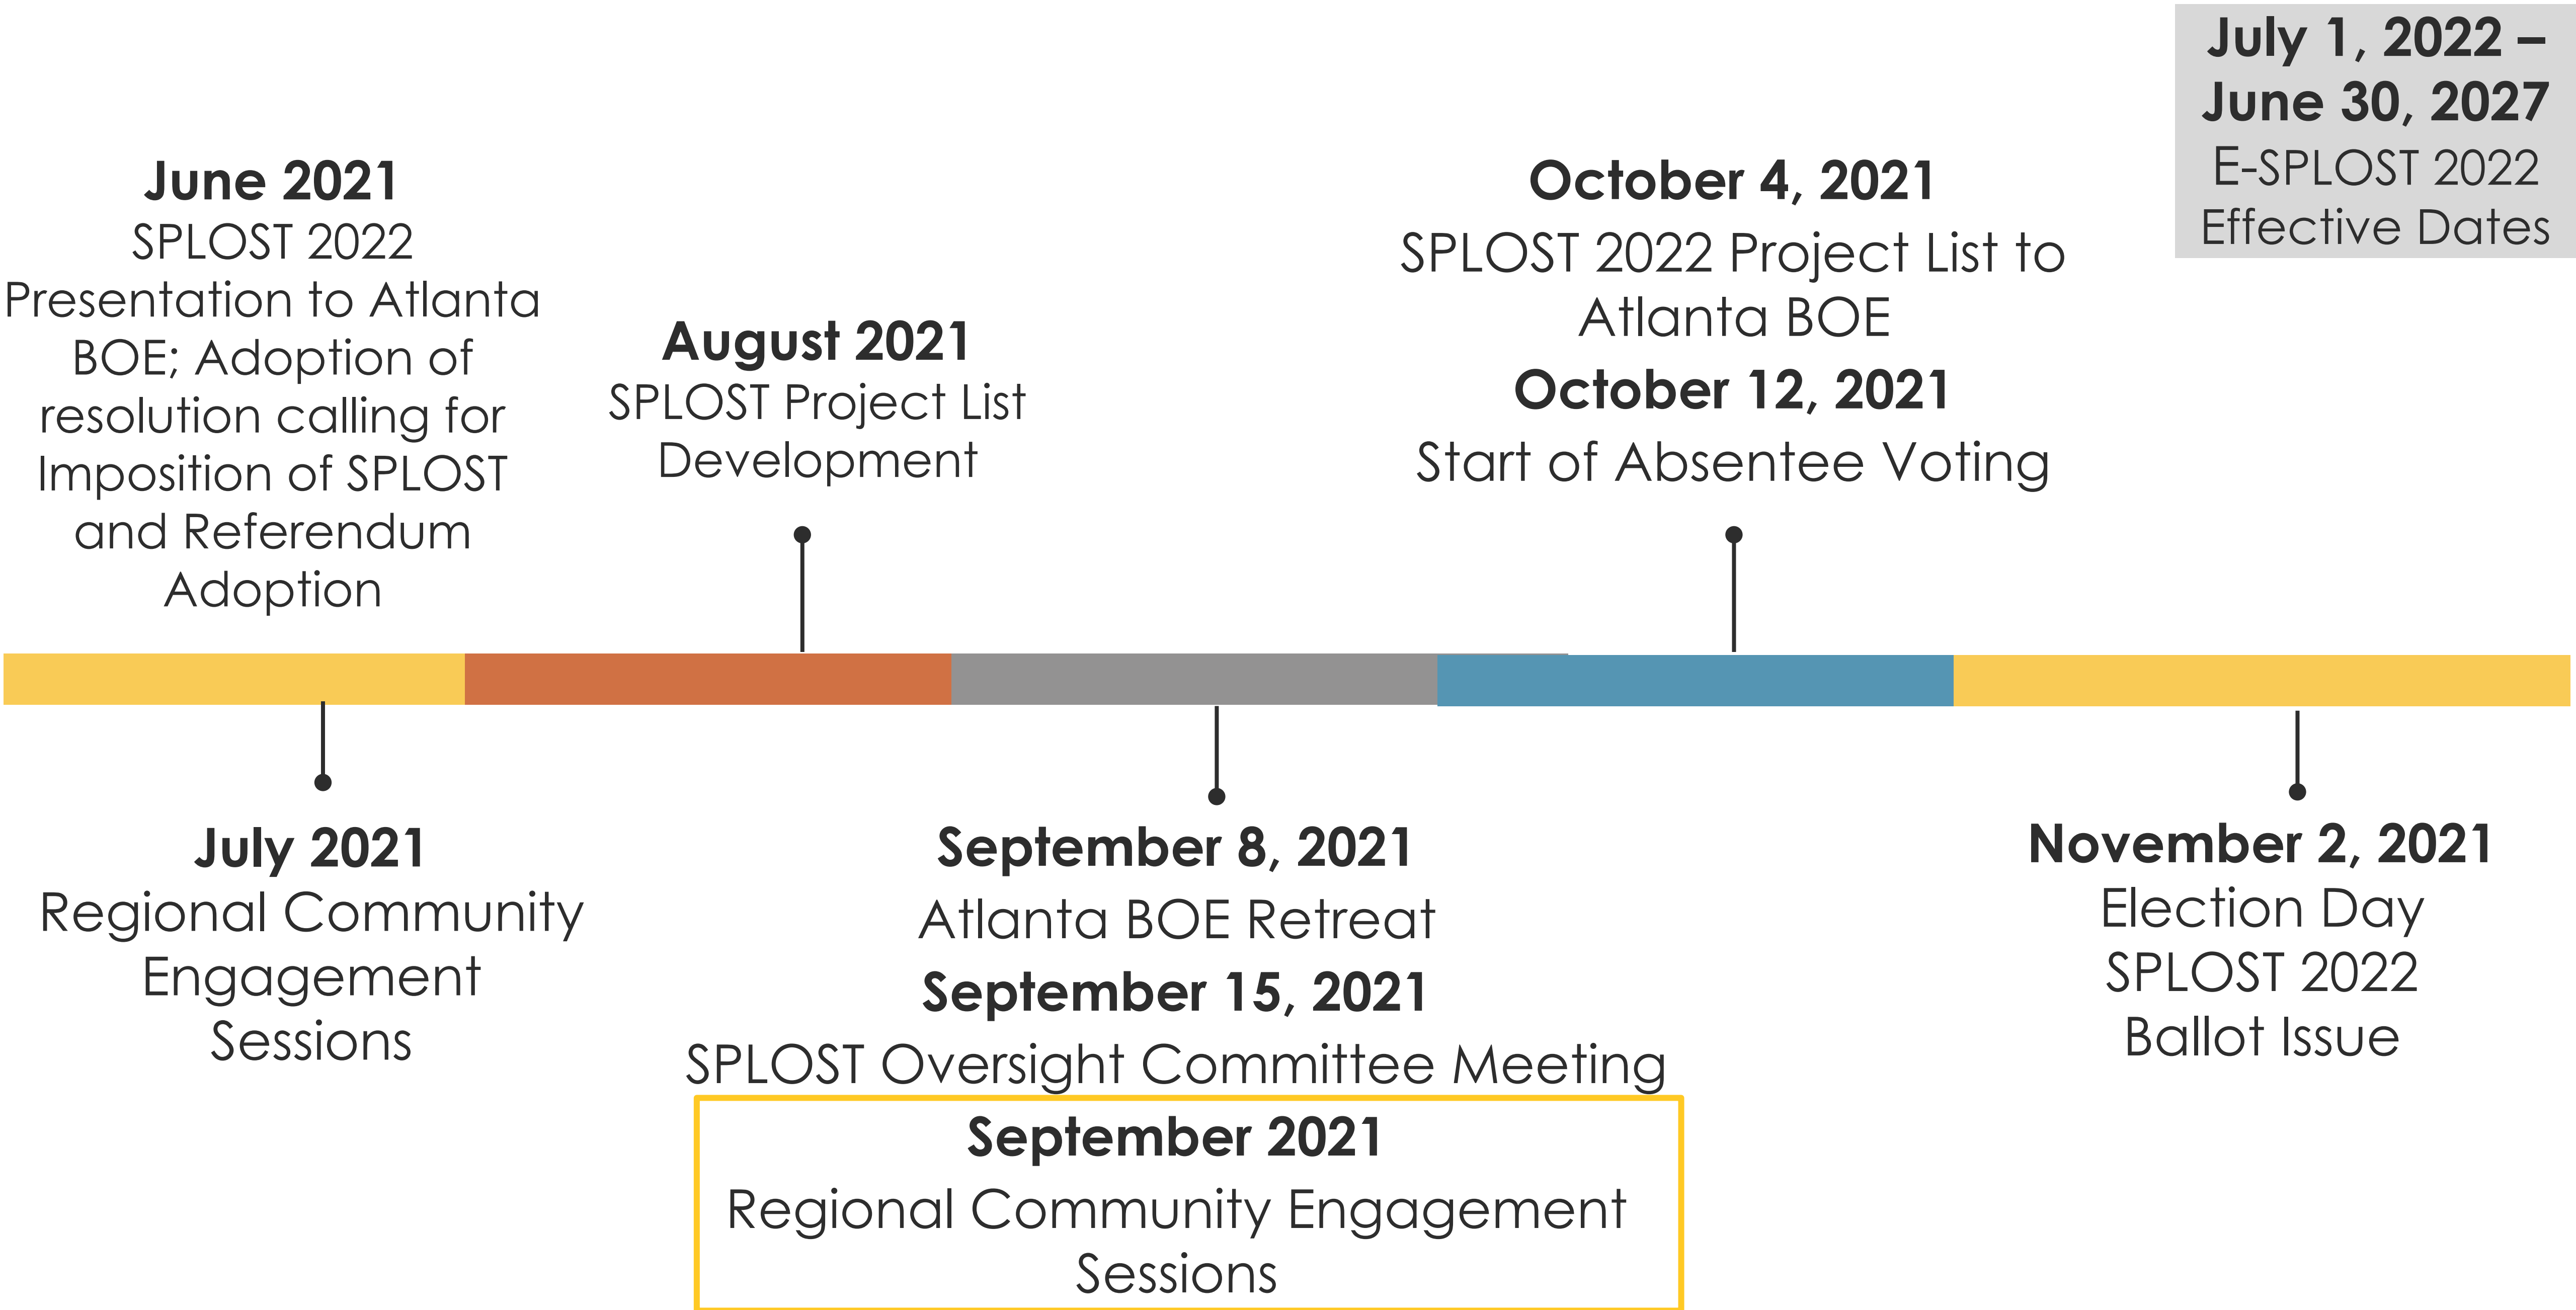 June 2021
SPLOST 2022
Presentation to Atlanta
BOE; Adoption of
resolution calling for
Imposition of SPLOST
and Referendum
Adoption
August 2021
SPLOST Project List
Development
October 4, 2021
SPLOST 2022 Project List to
Atlanta BOE
October 12, 2021
Start of Absentee Voting
July 1, 2022 –
June 30, 2027
E-SPLOST 2022
Effective Dates
July 2021
Regional Community
Engagement
Sessions
September 8, 2021
Atlanta BOE Retreat
September 15, 2021
SPLOST Oversight Committee Meeting
September 2021
Regional Community Engagement
Sessions
November 2, 2021
Election Day
SPLOST 2022
Ballot Issue